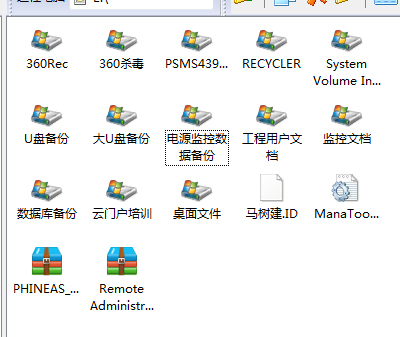 360Rec
360杀毒
PSMS439...
RECYCLER
System
Volume In...
U盘备份
大U盘备份
电源监控数
据备份
工程用户文
档
监控文档
数据库备份
云门户培训
桌面文件
马树建.ID
ManaToo...
PHINEAS_...
Remote
Administr...